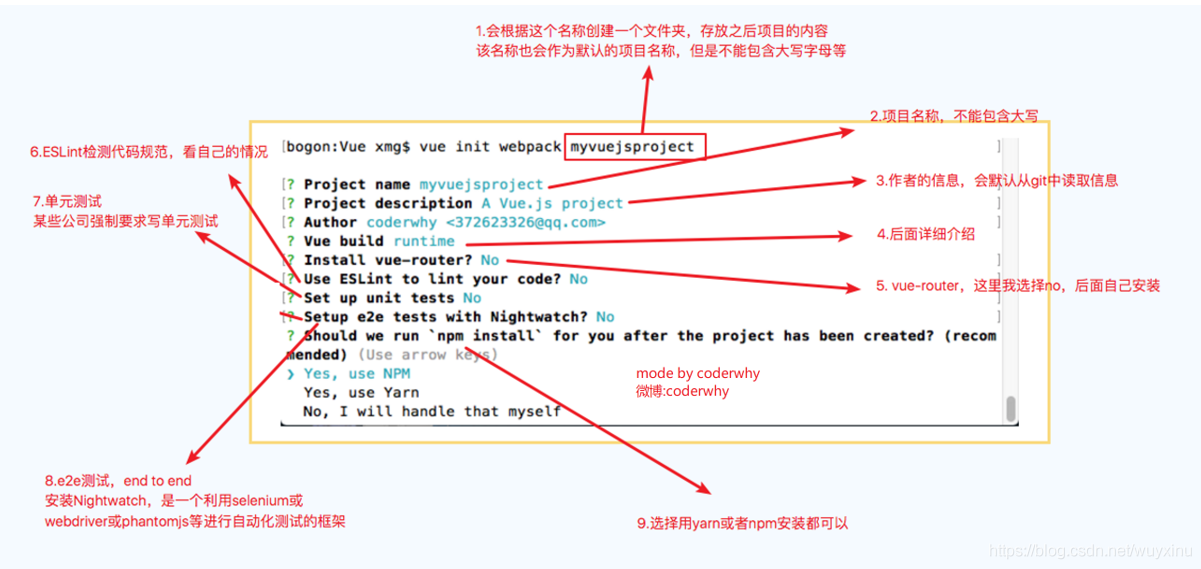 1.会根据这个名称创建一个文件夹，存放之后项目的内容
该名称也会作为默认的项目名称，但是不能包含大写字母等
2.项目名称，不能包含大写
[bogon:Vue xmg$ vue init webpack myvuejsproject ]
6.ESLint检测代码规范，看自己的情况
[? Project name myvuejsproject ]
3.作者的信息，会默认从git中读取信息
7.单元测试
某些公司强制要求写单元测试
[? Project description A Vue.js project ]
[? Author coderwhy <372623326@qq.com> ]
4.后面详细介绍
? Vue build runtime
[? Install vue-router? No ]
[? Use ESLint to lint your code? No ]
5. vue-router，这里我选择no，后面自己安装
[? Set up unit tests No ]
[? Setup e2e tests with Nightwatch? No ]
? Should we run `npm install` for you after the project has been created? (recom
mended) (Use arrow keys)
❯ Yes, use NPM
Yes, use Yarn
No, I will handle that myself
mode by coderwhy
微博:coderwhy
8.e2e测试，end to end
安装Nightwatch，是一个利用selenium或
webdriver或phantomjs等进行自动化测试的框架
9.选择用yarn或者npm安装都可以
https://blog.csdn.net/wuyxinu